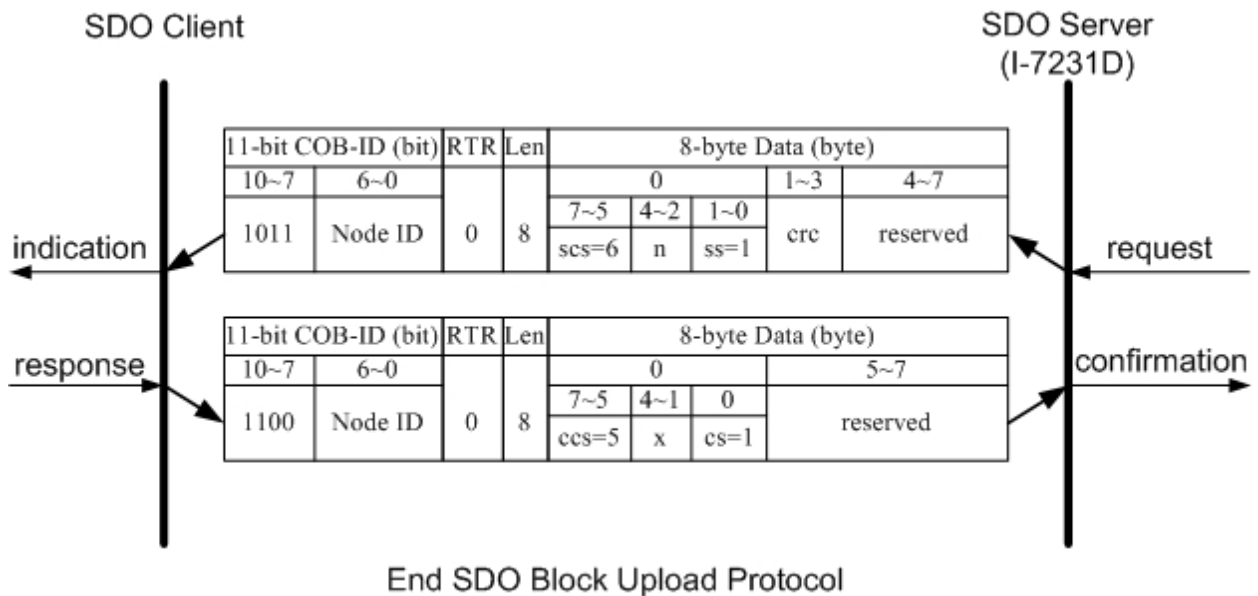 SDO Client
SDO Server
(I-7231D)
11-bit COB-ID (bit) RTR Len 8-byte Data (byte)
10~7 6~0 0 1~3 4~7
7~5 4~2 1~0
1011 Node ID 0 8 crc reserved
scs=6 n ss=1
indication
request
11-bit COB-ID (bit) RTR Len 8-byte Data (byte)
10~7 6~0 0 5~7
7~5 4~1 0
1100 Node ID 0 8 reserved
ccs=5 x cs=1
response
confirmation
End SDO Block Upload Protocol